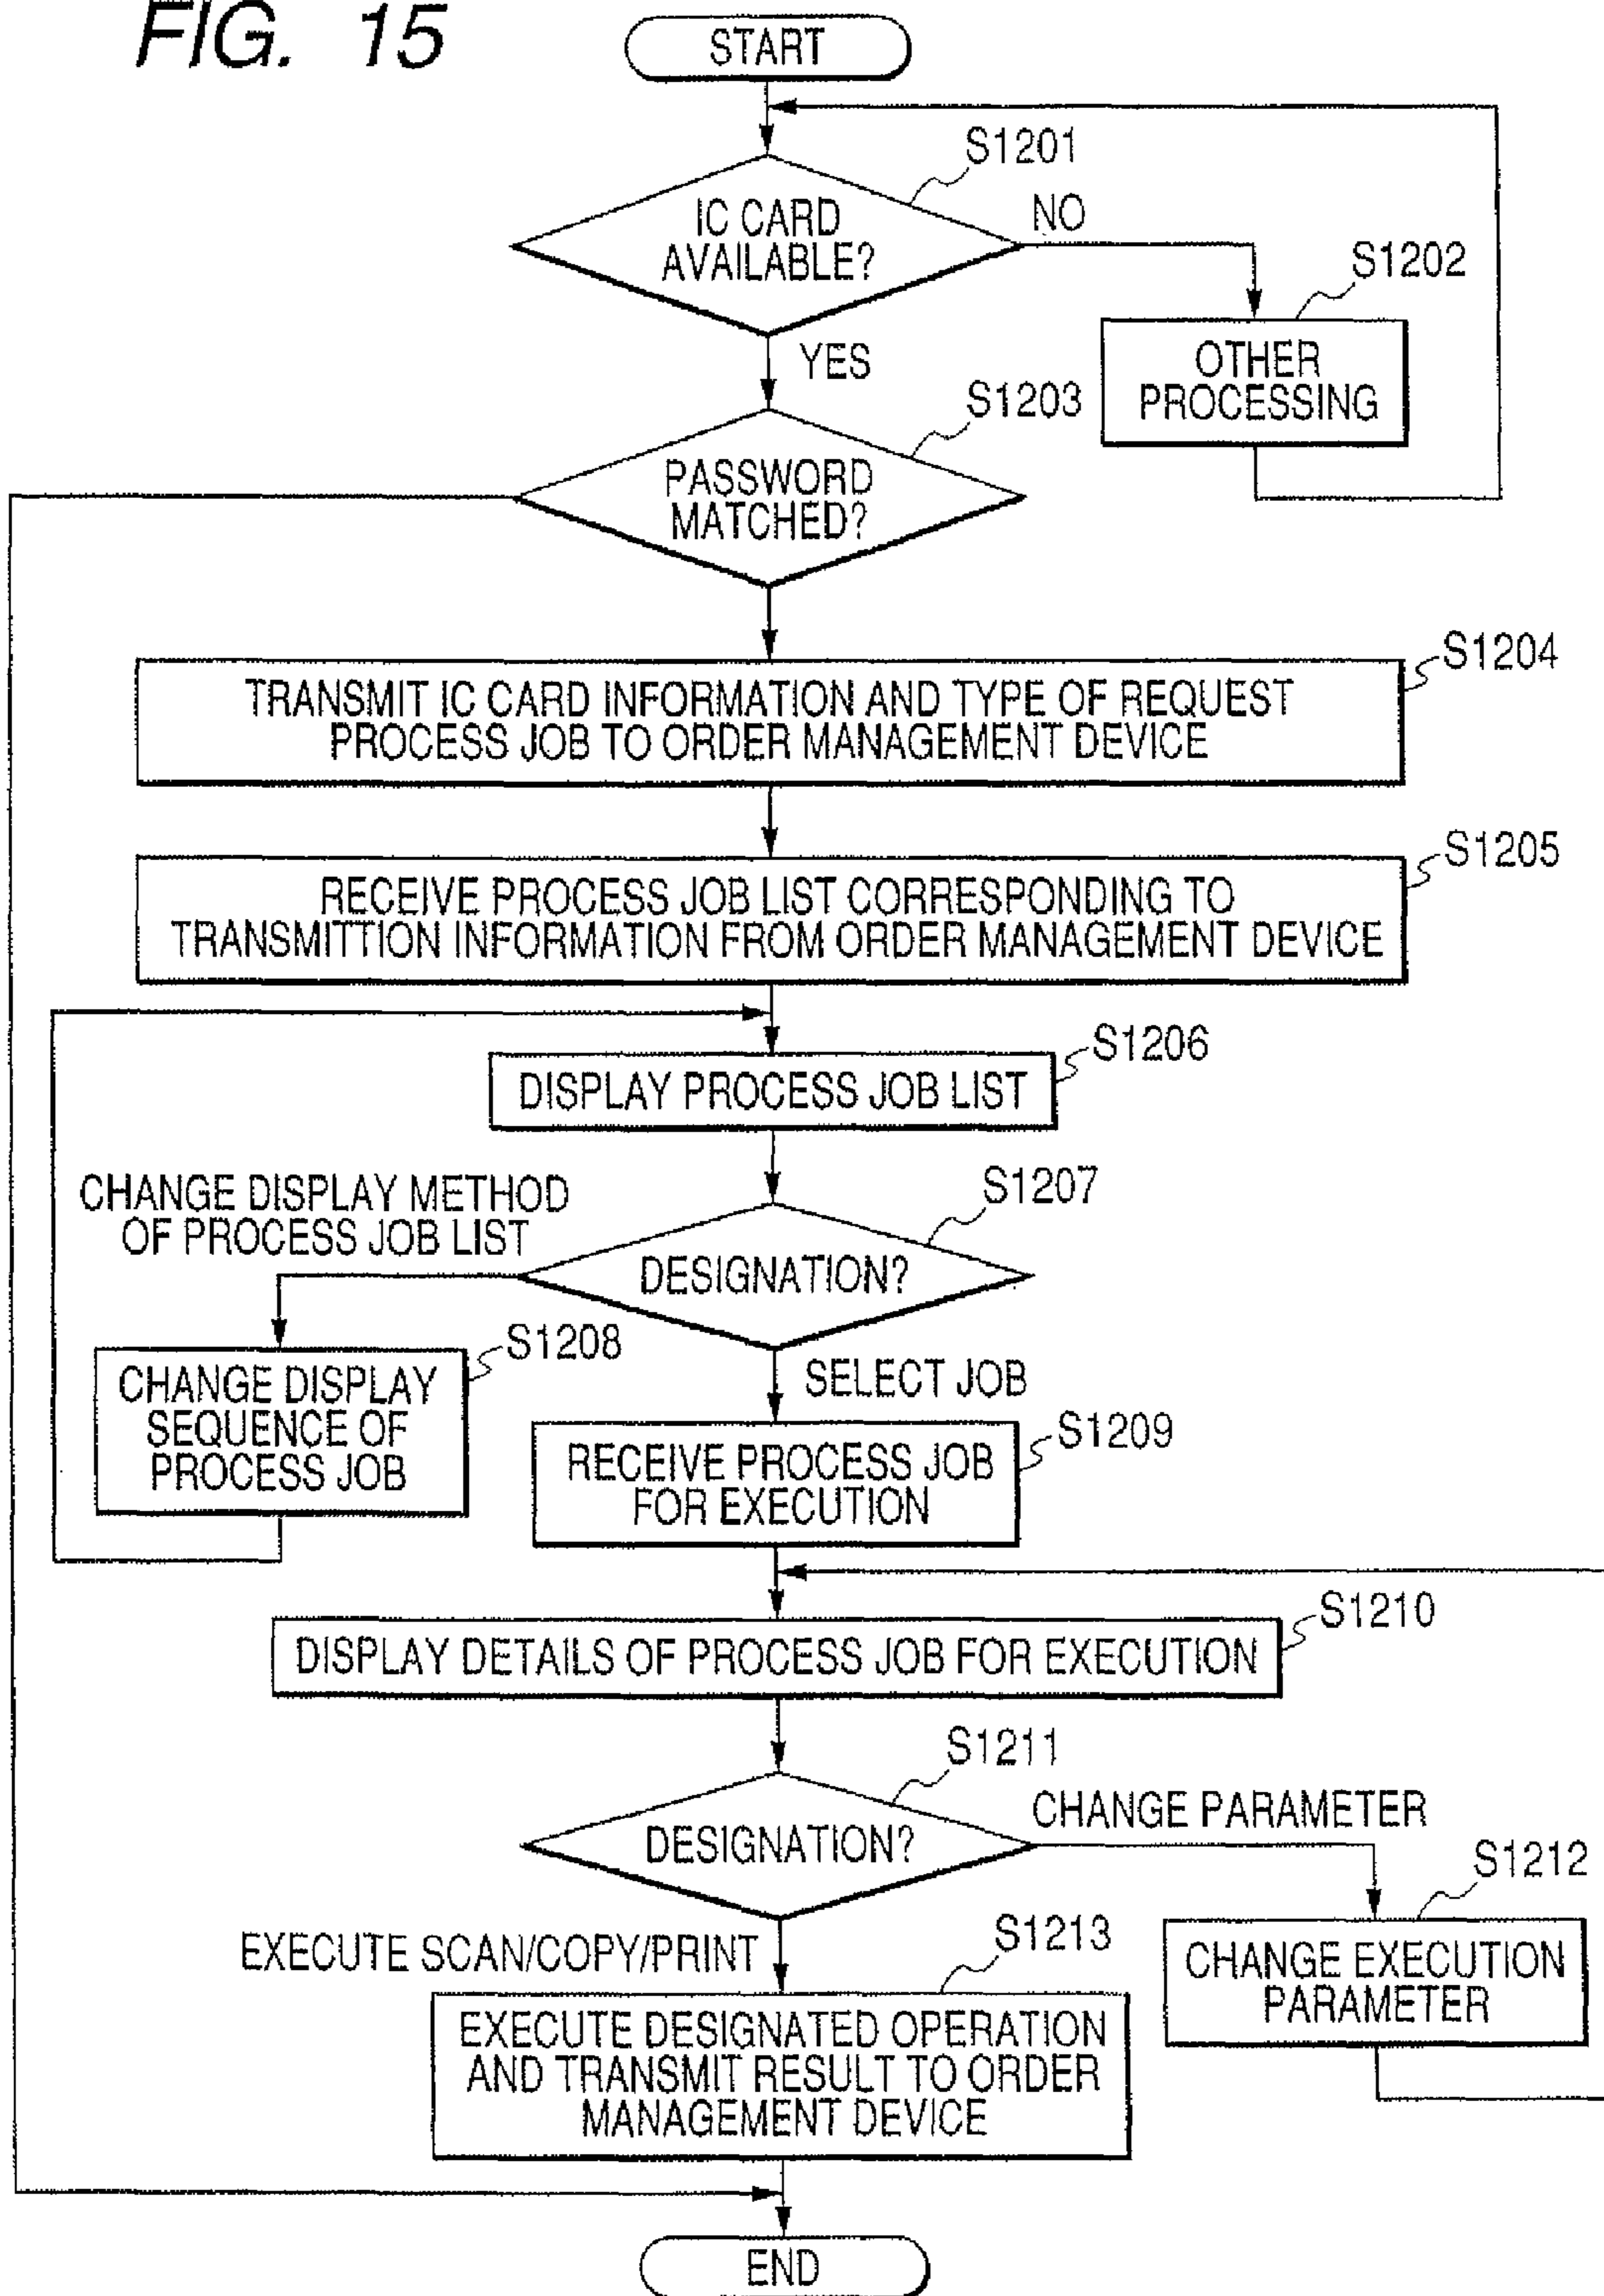 FIG. 15
START
S1201
IC CARD
AVAILABLE?
NO
S1202
OTHER
PROCESSING
YES
S1203
PASSWORD
MATCHED?
S1204
TRANSMIT IC CARD INFORMATION AND TYPE OF REQUEST
PROCESS JOB TO ORDER MANAGEMENT DEVICE
S1205
RECEIVE PROCESS JOB LIST CORRESPONDING TO
TRANSMITTION INFORMATION FROM ORDER MANAGEMENT DEVICE
S1206
DISPLAY PROCESS JOB LIST
S1207
CHANGE DISPLAY METHOD
OF PROCESS JOB LIST
DESIGNATION?
S1208
CHANGE DISPLAY
SEQUENCE OF
PROCESS JOB
SELECT JOB
S1209
RECEIVE PROCESS JOB
FOR EXECUTION
S1210
DISPLAY DETAILS OF PROCESS JOB FOR EXECUTION
S1211
DESIGNATION?
CHANGE PARAMETER
S1212
CHANGE EXECUTION
PARAMETER
EXECUTE SCAN/COPY/PRINT
S1213
EXECUTE DESIGNATED OPERATION
AND TRANSMIT RESULT TO ORDER
MANAGEMENT DEVICE
END